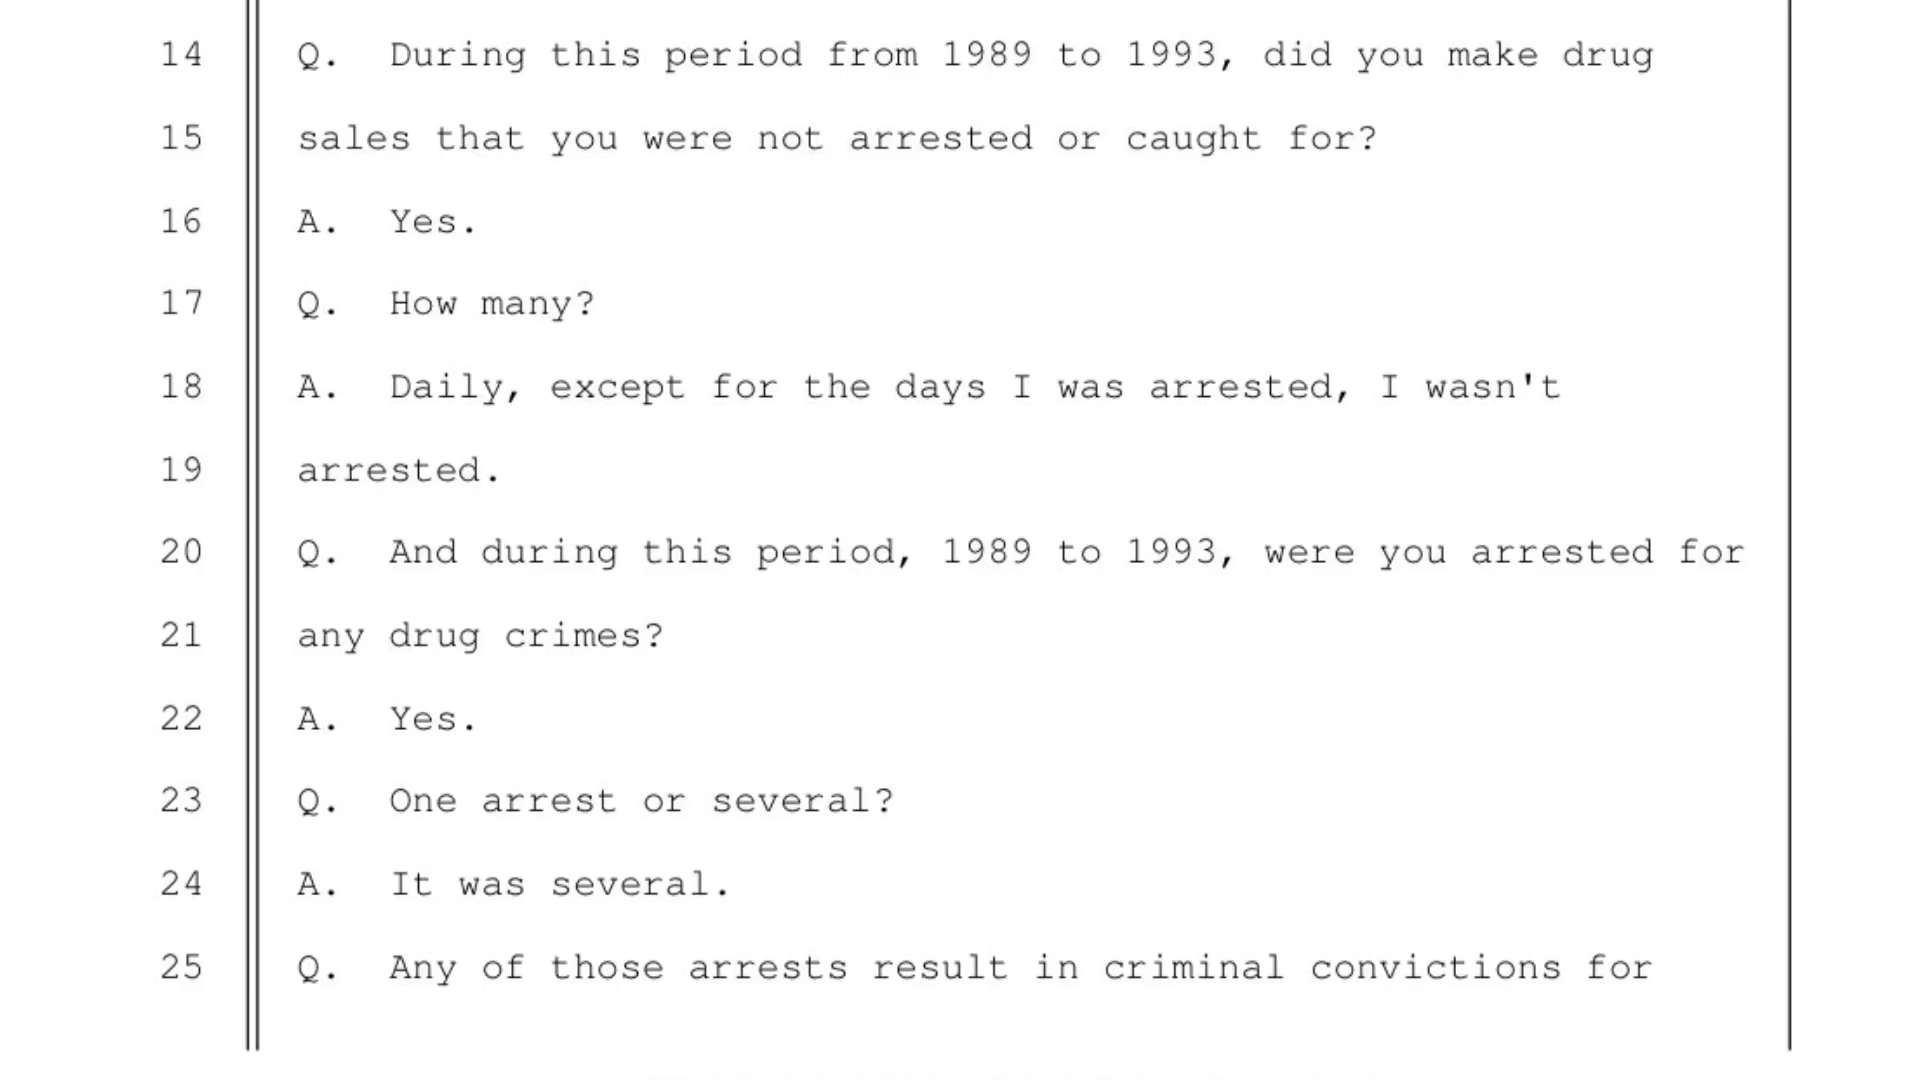 14 Q. During this period from 1989 to 1993, did you make drug
15 sales that you were not arrested or caught for?
16 A. Yes.
17 Q. How many?
18 A. Daily, except for the days I was arrested, I wasn't
19 arrested.
20 Q. And during this period, 1989 to 1993, were you arrested for
21 any drug crimes?
22 A. Yes.
23 Q. One arrest or several?
24 A. It was several.
25 Q. Any of those arrests result in criminal convictions for